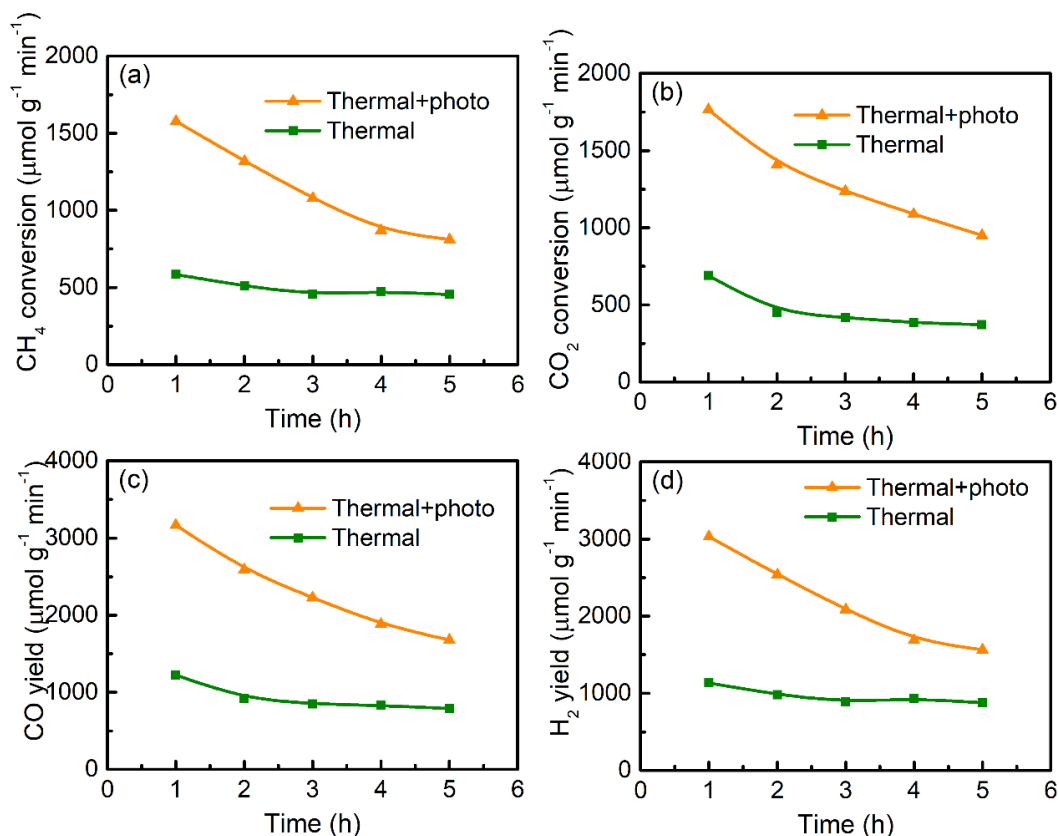 (a)
Thermal+photo
Thermal
CH₄ conversion (μmol g⁻¹ min⁻¹)
2000
1500
1000
500
0
0 1 2 3 4 5 6
Time (h)
(b)
Thermal+photo
Thermal
CO₂ conversion (μmol g⁻¹ min⁻¹)
2000
1500
1000
500
0
0 1 2 3 4 5 6
Time (h)
(c)
Thermal+photo
Thermal
CO yield (μmol g⁻¹ min⁻¹)
4000
3000
2000
1000
0
0 1 2 3 4 5 6
Time (h)
(d)
Thermal+photo
Thermal
H₂ yield (μmol g⁻¹ min⁻¹)
4000
3000
2000
1000
0
0 1 2 3 4 5 6
Time (h)